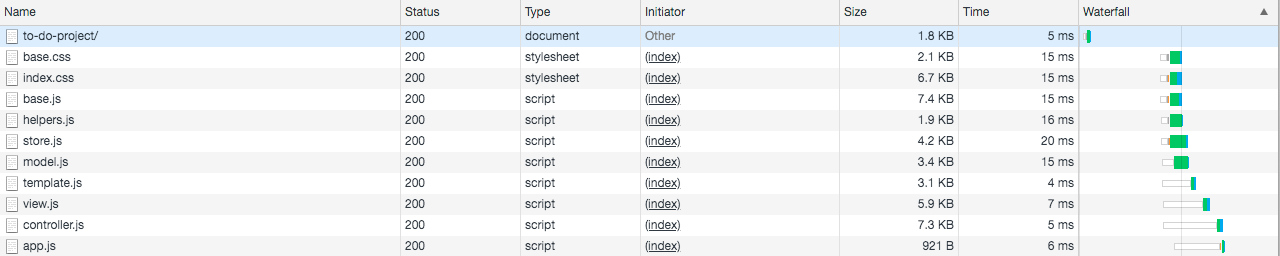 Name Status Type Initiator Size Time Waterfall ▲
to-do-project/ 200 document Other 1.8 KB 5 ms
base.css 200 stylesheet (index) 2.1 KB 15 ms
index.css 200 stylesheet (index) 6.7 KB 15 ms
base.js 200 script (index) 7.4 KB 15 ms
helpers.js 200 script (index) 1.9 KB 16 ms
store.js 200 script (index) 4.2 KB 20 ms
model.js 200 script (index) 3.4 KB 15 ms
template.js 200 script (index) 3.1 KB 4 ms
view.js 200 script (index) 5.9 KB 7 ms
controller.js 200 script (index) 7.3 KB 5 ms
app.js 200 script (index) 921 B 6 ms